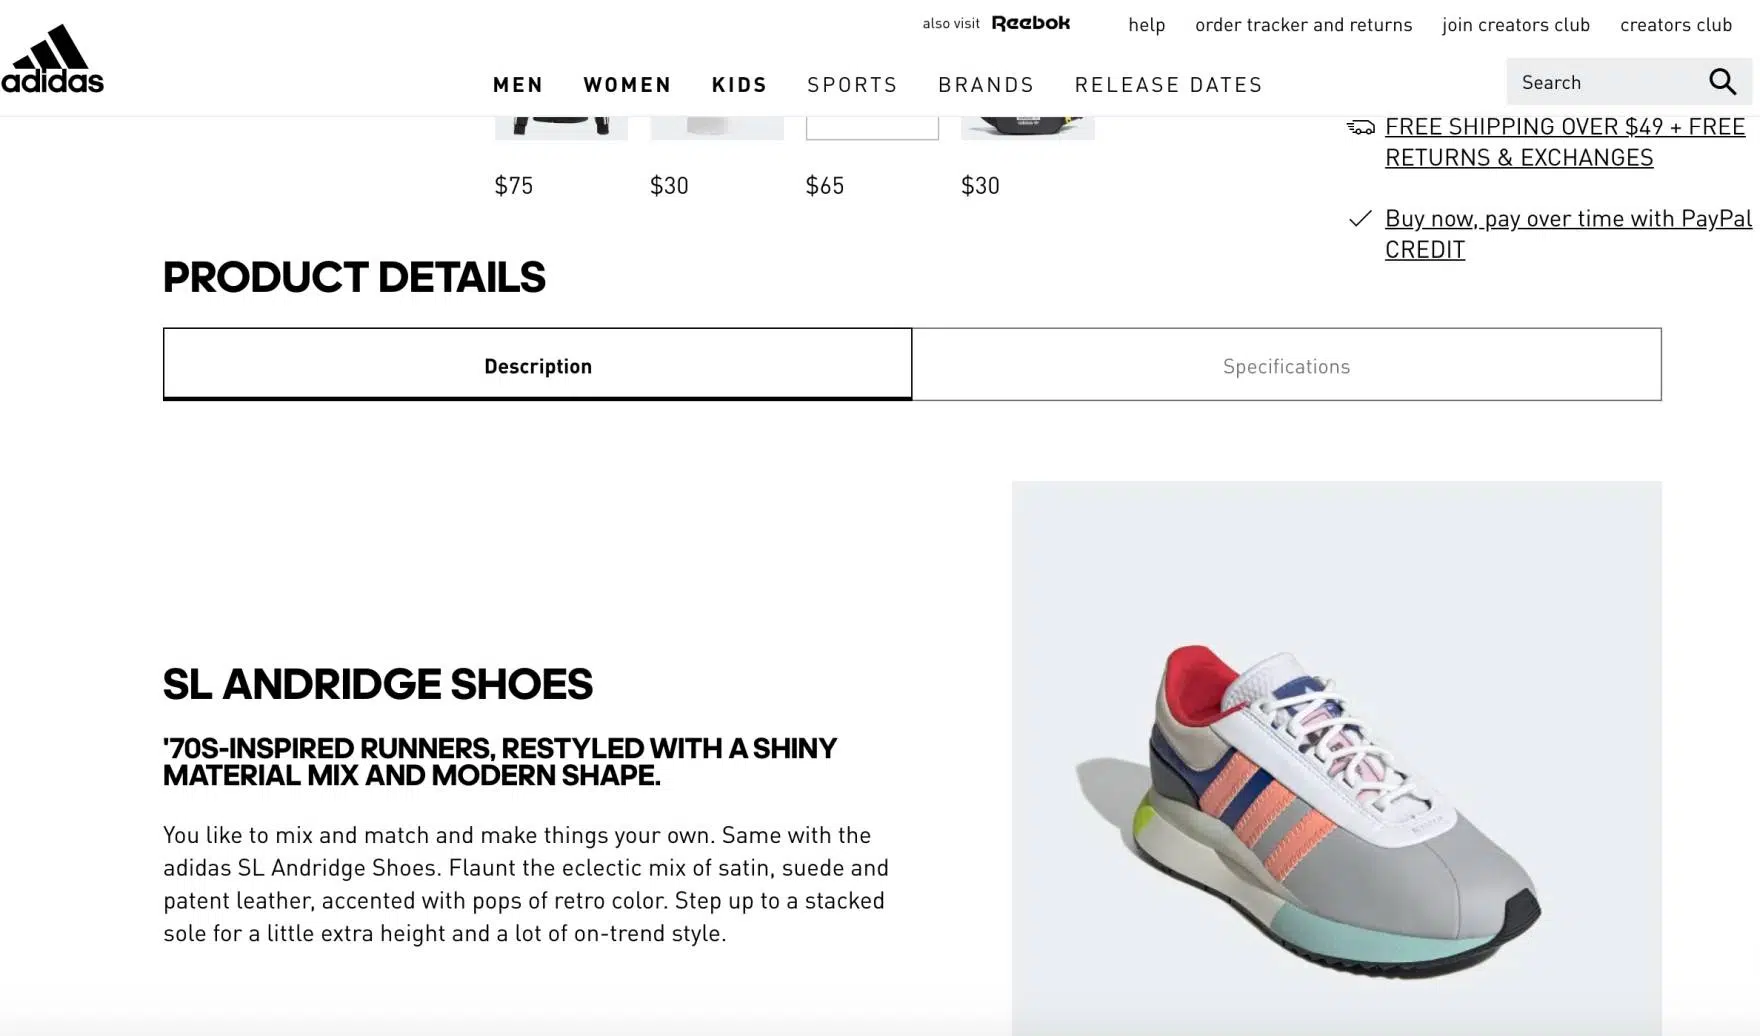 also visit Reebok help order tracker and returns join creators club creators club
adidas
MEN WOMEN KIDS SPORTS BRANDS RELEASE DATES
Search
FREE SHIPPING OVER $49 + FREE
RETURNS & EXCHANGES
$75 $30 $65 $30
Buy now, pay over time with PayPal
CREDIT
PRODUCT DETAILS
Description Specifications
SL ANDRIDGE SHOES
'70S-INSPIRED RUNNERS, RESTYLED WITH A SHINY
MATERIAL MIX AND MODERN SHAPE.
You like to mix and match and make things your own. Same with the
adidas SL Andridge Shoes. Flaunt the eclectic mix of satin, suede and
patent leather, accented with pops of retro color. Step up to a stacked
sole for a little extra height and a lot of on-trend style.